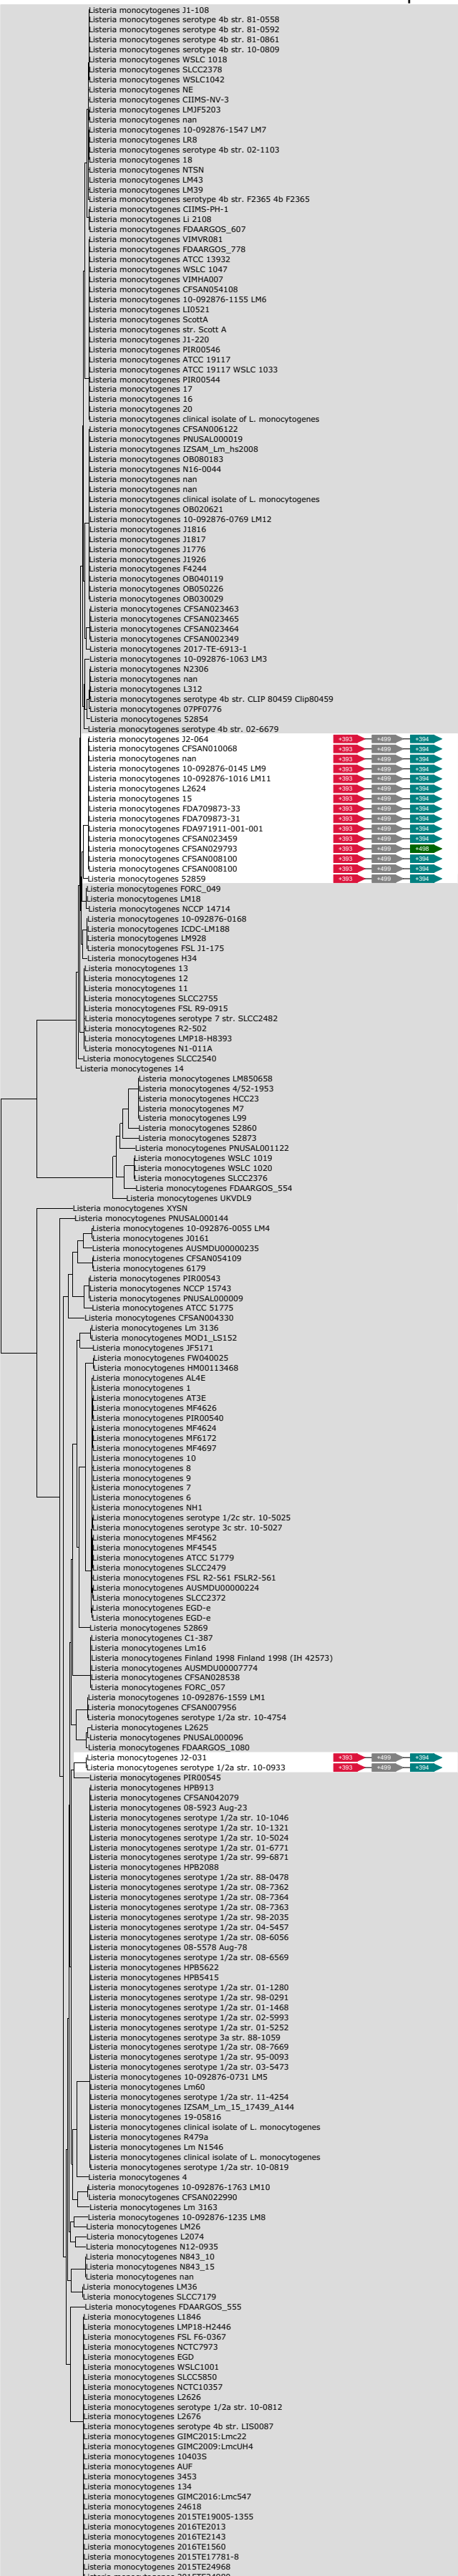 Listeria monocytogenes J1-108
Listeria monocytogenes serotype 4b str. 81-0558
Listeria monocytogenes serotype 4b str. 81-0592
Listeria monocytogenes serotype 4b str. 81-0861
Listeria monocytogenes serotype 4b str. 10-0809
Listeria monocytogenes WSLC 1018
Listeria monocytogenes SLCC2378
Listeria monocytogenes WSLC1042
Listeria monocytogenes NE
Listeria monocytogenes CIIMS-NV-3
Listeria monocytogenes LMJF5203
Listeria monocytogenes nan
Listeria monocytogenes 10-092876-1547 LM7
Listeria monocytogenes LR8
Listeria monocytogenes serotype 4b str. 02-1103
Listeria monocytogenes 18
Listeria monocytogenes NTSN
Listeria monocytogenes LM43
Listeria monocytogenes LM39
Listeria monocytogenes serotype 4b str. F2365 4b F2365
Listeria monocytogenes CIIMS-PH-1
Listeria monocytogenes Li 2108
Listeria monocytogenes FDAARGOS_607
Listeria monocytogenes VIMVR081
Listeria monocytogenes FDAARGOS_778
Listeria monocytogenes ATCC 13932
Listeria monocytogenes WSLC 1047
Listeria monocytogenes VIMHA007
Listeria monocytogenes CFSAN054108
Listeria monocytogenes 10-092876-1155 LM6
Listeria monocytogenes LI0521
Listeria monocytogenes ScottA
Listeria monocytogenes str. Scott A
Listeria monocytogenes J1-220
Listeria monocytogenes PIR00546
Listeria monocytogenes ATCC 19117
Listeria monocytogenes ATCC 19117 WSLC 1033
Listeria monocytogenes PIR00544
Listeria monocytogenes 17
Listeria monocytogenes 16
Listeria monocytogenes 20
Listeria monocytogenes clinical isolate of L. monocytogenes
Listeria monocytogenes CFSAN006122
Listeria monocytogenes PNUSAL000019
Listeria monocytogenes IZSAM_Lm_hs2008
Listeria monocytogenes OB080183
Listeria monocytogenes N16-0044
Listeria monocytogenes nan
Listeria monocytogenes nan
Listeria monocytogenes clinical isolate of L. monocytogenes
Listeria monocytogenes OB020621
Listeria monocytogenes 10-092876-0769 LM12
Listeria monocytogenes J1816
Listeria monocytogenes J1817
Listeria monocytogenes J1776
Listeria monocytogenes J1926
Listeria monocytogenes F4244
Listeria monocytogenes OB040119
Listeria monocytogenes OB050226
Listeria monocytogenes OB030029
Listeria monocytogenes CFSAN023463
Listeria monocytogenes CFSAN023465
Listeria monocytogenes CFSAN023464
Listeria monocytogenes CFSAN002349
Listeria monocytogenes 2017-TE-6913-1
Listeria monocytogenes 10-092876-1063 LM3
Listeria monocytogenes N2306
Listeria monocytogenes nan
Listeria monocytogenes L312
Listeria monocytogenes serotype 4b str. CLIP 80459 Clip80459
Listeria monocytogenes 07PF0776
Listeria monocytogenes 52854
Listeria monocytogenes serotype 4b str. 02-6679
Listeria monocytogenes J2-064 +393 +499 +394
Listeria monocytogenes CFSAN010068 +393 +499 +394
Listeria monocytogenes nan +393 +499 +394
Listeria monocytogenes 10-092876-0145 LM9 +393 +499 +394
Listeria monocytogenes 10-092876-1016 LM11 +393 +499 +394
Listeria monocytogenes L2624 +393 +499 +394
Listeria monocytogenes 15 +393 +499 +394
Listeria monocytogenes FDA709873-33 +393 +499 +394
Listeria monocytogenes FDA709873-31 +393 +499 +394
Listeria monocytogenes FDA971911-001-001 +393 +499 +394
Listeria monocytogenes CFSAN023459 +393 +499 +394
Listeria monocytogenes CFSAN029793 +393 +499 +498
Listeria monocytogenes CFSAN008100 +393 +499 +394
Listeria monocytogenes CFSAN008100 +393 +499 +394
Listeria monocytogenes 52859 +393 +499 +394
Listeria monocytogenes FORC_049
Listeria monocytogenes LM18
Listeria monocytogenes NCCP 14714
Listeria monocytogenes 10-092876-0168
Listeria monocytogenes ICDC-LM188
Listeria monocytogenes LM928
Listeria monocytogenes FSL J1-175
Listeria monocytogenes H34
Listeria monocytogenes 13
Listeria monocytogenes 12
Listeria monocytogenes 11
Listeria monocytogenes SLCC2755
Listeria monocytogenes FSL R9-0915
Listeria monocytogenes serotype 7 str. SLCC2482
Listeria monocytogenes R2-502
Listeria monocytogenes LMP18-H8393
Listeria monocytogenes N1-011A
Listeria monocytogenes SLCC2540
Listeria monocytogenes 14
Listeria monocytogenes LM850658
Listeria monocytogenes 4/52-1953
Listeria monocytogenes HCC23
Listeria monocytogenes M7
Listeria monocytogenes L99
Listeria monocytogenes 52860
Listeria monocytogenes 52873
Listeria monocytogenes PNUSAL001122
Listeria monocytogenes WSLC 1019
Listeria monocytogenes WSLC 1020
Listeria monocytogenes SLCC2376
Listeria monocytogenes FDAARGOS_554
Listeria monocytogenes UKVDL9
Listeria monocytogenes XYSN
Listeria monocytogenes PNUSAL000144
Listeria monocytogenes 10-092876-0055 LM4
Listeria monocytogenes J0161
Listeria monocytogenes AUSMDU00000235
Listeria monocytogenes CFSAN054109
Listeria monocytogenes 6179
Listeria monocytogenes PIR00543
Listeria monocytogenes NCCP 15743
Listeria monocytogenes PNUSAL000009
Listeria monocytogenes ATCC 51775
Listeria monocytogenes CFSAN004330
Listeria monocytogenes Lm 3136
Listeria monocytogenes MOD1_LS152
Listeria monocytogenes JF5171
Listeria monocytogenes FW040025
Listeria monocytogenes HM00113468
Listeria monocytogenes AL4E
Listeria monocytogenes 1
Listeria monocytogenes AT3E
Listeria monocytogenes MF4626
Listeria monocytogenes PIR00540
Listeria monocytogenes MF4624
Listeria monocytogenes MF6172
Listeria monocytogenes MF4697
Listeria monocytogenes 10
Listeria monocytogenes 8
Listeria monocytogenes 9
Listeria monocytogenes 7
Listeria monocytogenes 6
Listeria monocytogenes NH1
Listeria monocytogenes serotype 1/2c str. 10-5025
Listeria monocytogenes serotype 3c str. 10-5027
Listeria monocytogenes MF4562
Listeria monocytogenes MF4545
Listeria monocytogenes ATCC 51779
Listeria monocytogenes SLCC2479
Listeria monocytogenes FSL R2-561 FSLR2-561
Listeria monocytogenes AUSMDU00000224
Listeria monocytogenes SLCC2372
Listeria monocytogenes EGD-e
Listeria monocytogenes EGD-e
Listeria monocytogenes 52869
Listeria monocytogenes C1-387
Listeria monocytogenes Lm16
Listeria monocytogenes Finland 1998 Finland 1998 (IH 42573)
Listeria monocytogenes AUSMDU00007774
Listeria monocytogenes CFSAN028538
Listeria monocytogenes FORC_057
Listeria monocytogenes 10-092876-1559 LM1
Listeria monocytogenes CFSAN007956
Listeria monocytogenes serotype 1/2a str. 10-4754
Listeria monocytogenes L2625
Listeria monocytogenes PNUSAL000096
Listeria monocytogenes FDAARGOS_1080
Listeria monocytogenes J2-031 +393 +499 +394
Listeria monocytogenes serotype 1/2a str. 10-0933 +393 +499 +394
Listeria monocytogenes PIR00545
Listeria monocytogenes HPB913
Listeria monocytogenes CFSAN042079
Listeria monocytogenes 08-5923 Aug-23
Listeria monocytogenes serotype 1/2a str. 10-1046
Listeria monocytogenes serotype 1/2a str. 10-1321
Listeria monocytogenes serotype 1/2a str. 10-5024
Listeria monocytogenes serotype 1/2a str. 01-6771
Listeria monocytogenes serotype 1/2a str. 99-6871
Listeria monocytogenes HPB2088
Listeria monocytogenes serotype 1/2a str. 88-0478
Listeria monocytogenes serotype 1/2a str. 08-7362
Listeria monocytogenes serotype 1/2a str. 08-7364
Listeria monocytogenes serotype 1/2a str. 08-7363
Listeria monocytogenes serotype 1/2a str. 98-2035
Listeria monocytogenes serotype 1/2a str. 04-5457
Listeria monocytogenes serotype 1/2a str. 08-6056
Listeria monocytogenes 08-5578 Aug-78
Listeria monocytogenes serotype 1/2a str. 08-6569
Listeria monocytogenes HPB5622
Listeria monocytogenes HPB5415
Listeria monocytogenes serotype 1/2a str. 01-1280
Listeria monocytogenes serotype 1/2a str. 98-0291
Listeria monocytogenes serotype 1/2a str. 01-1468
Listeria monocytogenes serotype 1/2a str. 02-5993
Listeria monocytogenes serotype 1/2a str. 01-5252
Listeria monocytogenes serotype 3a str. 88-1059
Listeria monocytogenes serotype 1/2a str. 08-7669
Listeria monocytogenes serotype 1/2a str. 95-0093
Listeria monocytogenes serotype 1/2a str. 03-5473
Listeria monocytogenes 10-092876-0731 LM5
Listeria monocytogenes Lm60
Listeria monocytogenes serotype 1/2a str. 11-4254
Listeria monocytogenes IZSAM_Lm_15_17439_A144
Listeria monocytogenes 19-05816
Listeria monocytogenes clinical isolate of L. monocytogenes
Listeria monocytogenes R479a
Listeria monocytogenes Lm N1546
Listeria monocytogenes clinical isolate of L. monocytogenes
Listeria monocytogenes serotype 1/2a str. 10-0819
Listeria monocytogenes 4
Listeria monocytogenes 10-092876-1763 LM10
Listeria monocytogenes CFSAN022990
Listeria monocytogenes Lm 3163
Listeria monocytogenes 10-092876-1235 LM8
Listeria monocytogenes LM26
Listeria monocytogenes L2074
Listeria monocytogenes N12-0935
Listeria monocytogenes N843_10
Listeria monocytogenes N843_15
Listeria monocytogenes nan
Listeria monocytogenes LM36
Listeria monocytogenes SLCC7179
Listeria monocytogenes FDAARGOS_555
Listeria monocytogenes L1846
Listeria monocytogenes LMP18-H2446
Listeria monocytogenes FSL F6-0367
Listeria monocytogenes NCTC7973
Listeria monocytogenes EGD
Listeria monocytogenes WSLC1001
Listeria monocytogenes SLCC5850
Listeria monocytogenes NCTC10357
Listeria monocytogenes L2626
Listeria monocytogenes serotype 1/2a str. 10-0812
Listeria monocytogenes L2676
Listeria monocytogenes serotype 4b str. LIS0087
Listeria monocytogenes GIMC2015:Lmc22
Listeria monocytogenes GIMC2009:LmcUH4
Listeria monocytogenes 10403S
Listeria monocytogenes AUF
Listeria monocytogenes 3453
Listeria monocytogenes 134
Listeria monocytogenes GIMC2016:Lmc547
Listeria monocytogenes 24618
Listeria monocytogenes 2015TE19005-1355
Listeria monocytogenes 2016TE2013
Listeria monocytogenes 2016TE2143
Listeria monocytogenes 2016TE1560
Listeria monocytogenes 2015TE17781-8
Listeria monocytogenes 2015TE24968